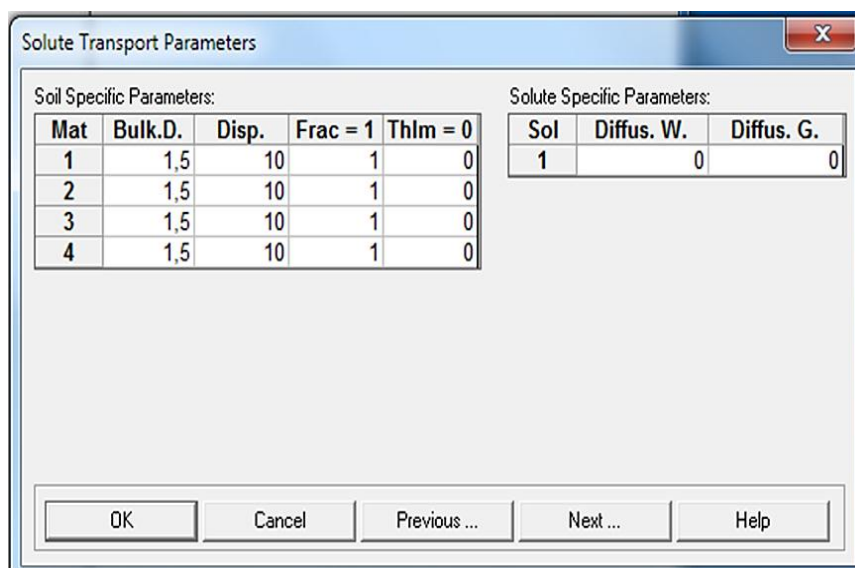 Solute Transport Parameters
X
Soil Specific Parameters:
Mat Bulk.D. Disp. Frac = 1 ThIm = 0
1 1,5 10 1 0
2 1,5 10 1 0
3 1,5 10 1 0
4 1,5 10 1 0
Solute Specific Parameters:
Sol Diffus. W. Diffus. G.
1 0 0
OK Cancel Previous ... Next ... Help